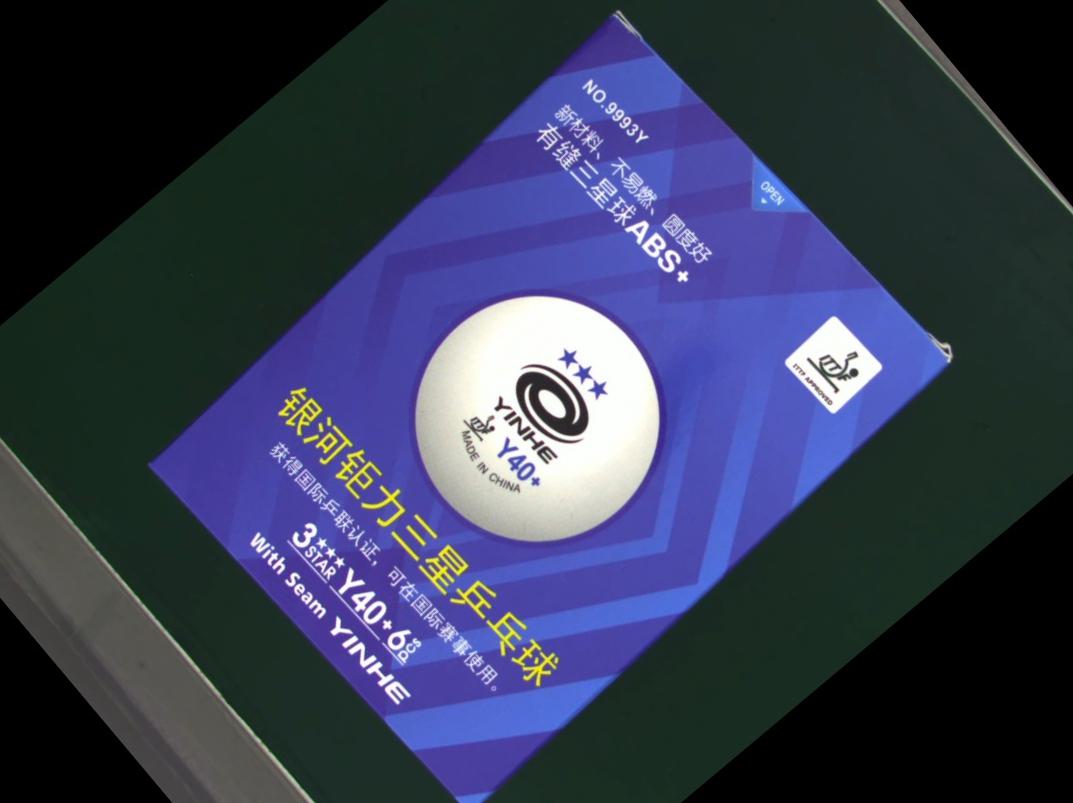 NO.9993Y
新材料、不易燃、圆度好
有缝三星球ABS+
OPEN
ITTF
ITTF APPROVED
YINHE
ITTF
Y40+
MADE IN CHINA
银河钜力三星乒乓球
获得国际乒联认证，可在国际赛事使用。
3 STAR Y40+ 6PCS
With Seam YINHE